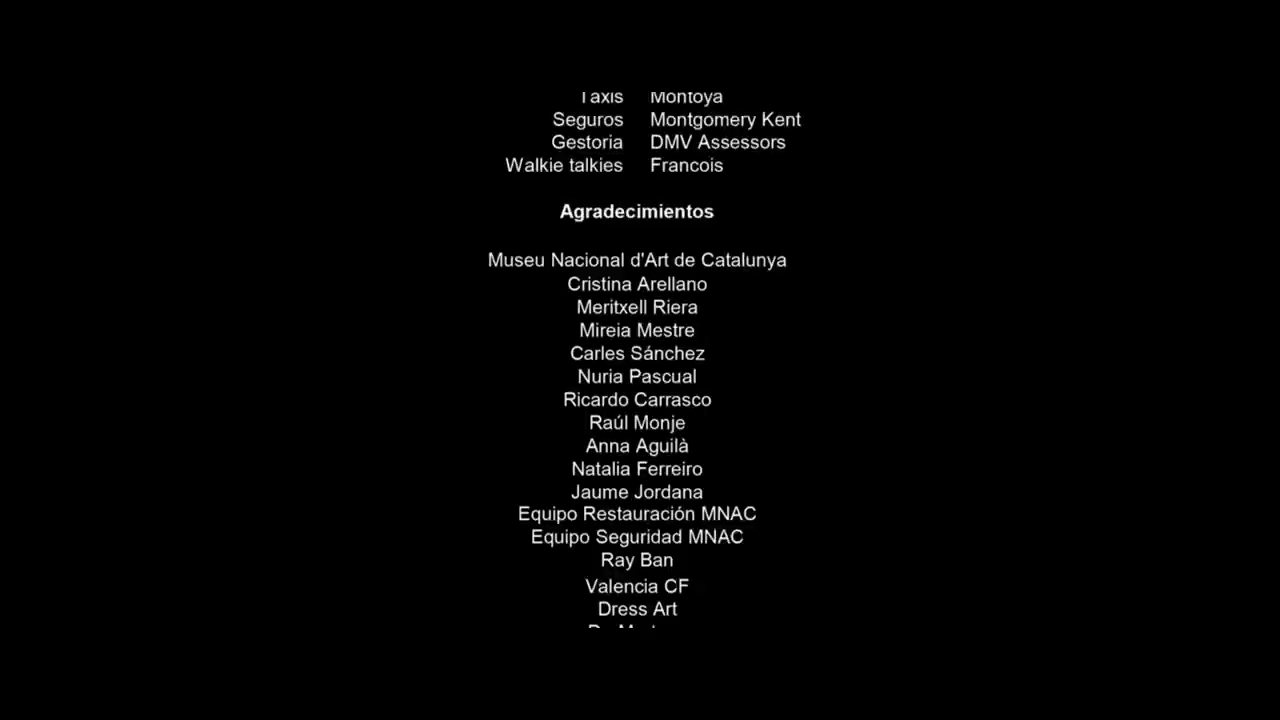 Taxis Montoya
Seguros Montgomery Kent
Gestoria DMV Assessors
Walkie talkies Francois
Agradecimientos
Museu Nacional d'Art de Catalunya
Cristina Arellano
Meritxell Riera
Mireia Mestre
Carles Sánchez
Nuria Pascual
Ricardo Carrasco
Raúl Monje
Anna Aguilà
Natalia Ferreiro
Jaume Jordana
Equipo Restauración MNAC
Equipo Seguridad MNAC
Ray Ban
Valencia CF
Dress Art